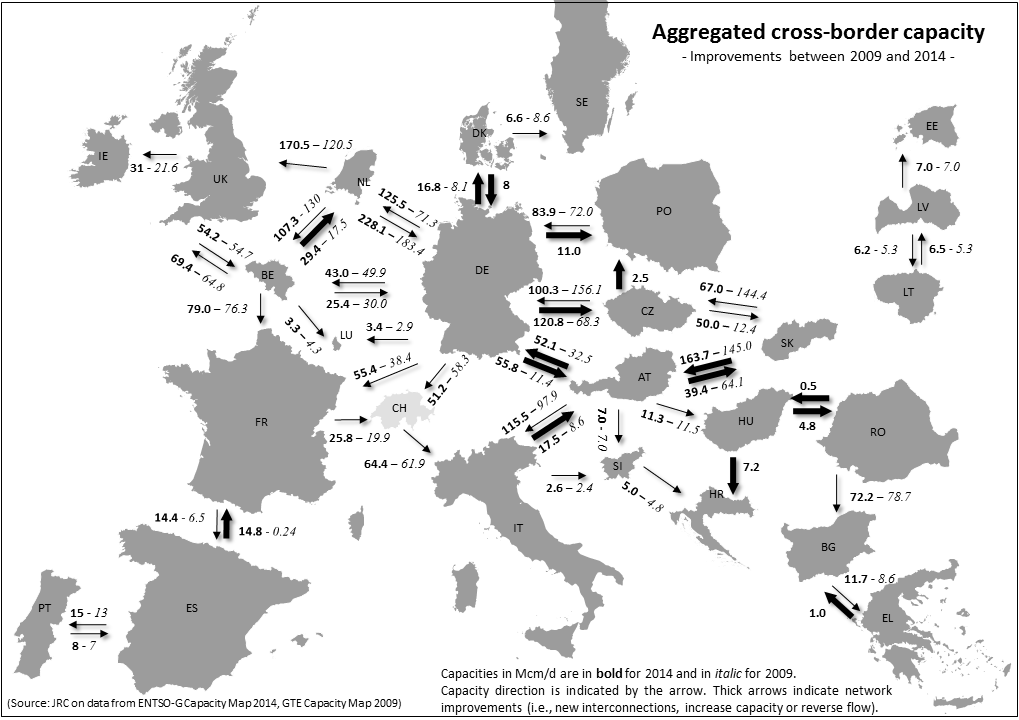 Aggregated cross-border capacity
- Improvements between 2009 and 2014 -
SE
6.6 - 8.6
DK
EE
IE
31 - 21.6
UK
170.5 – 120.5
NL
16.8 - 8.1
8
7.0 - 7.0
125.5 – 71.3
228.1 – 183.4
107.3 - 130
29.4 - 17.5
83.9 – 72.0
11.0
PO
LV
6.2 - 5.3
6.5 - 5.3
LT
54.2 - 54.7
69.4 – 64.8
BE
43.0 – 49.9
25.4 – 30.0
DE
100.3 – 156.1
120.8 – 68.3
2.5
CZ
67.0 – 144.4
50.0 – 12.4
SK
79.0 – 76.3
3.3 – 4.3
LU
3.4 – 2.9
55.4 – 38.4
51.2 – 58.3
52.1 – 32.5
55.8 – 11.4
AT
163.7 – 145.0
39.4 – 64.1
0.5
4.8
FR
CH
25.8 – 19.9
64.4 – 61.9
115.5 – 97.9
17.5 – 8.6
7.0 - 7.0
11.3 – 11.5
HU
RO
SI
2.6 – 2.4
5.0 – 4.8
7.2
HR
72.2 – 78.7
14.4 - 6.5
14.8 - 0.24
IT
BG
11.7 - 8.6
1.0
EL
PT
15 - 13
8 - 7
ES
Capacities in Mcm/d are in bold for 2014 and in italic for 2009.
Capacity direction is indicated by the arrow. Thick arrows indicate network
improvements (i.e., new interconnections, increase capacity or reverse flow).
(Source: JRC on data from ENTSO-G Capacity Map 2014, GTE Capacity Map 2009)